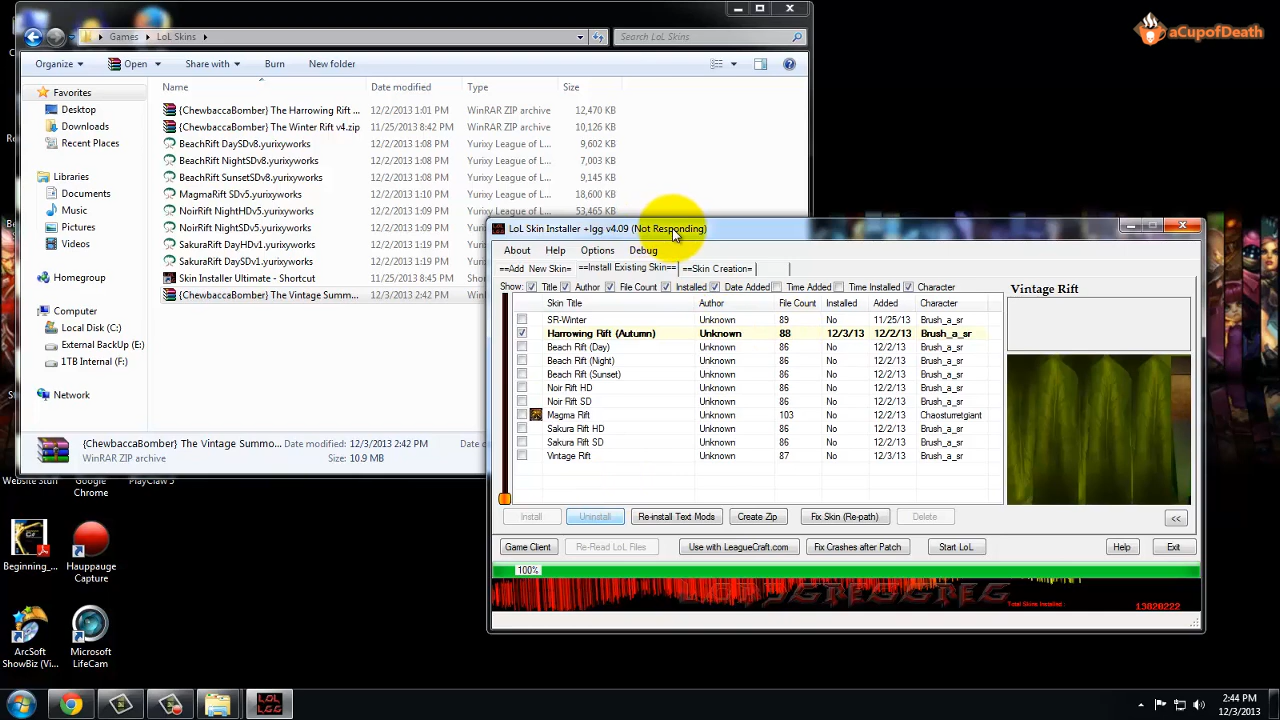 aCupofDeath
Games
LoL Skins
Search LoL Skins
Organize
Open
Share with
Burn
New folder
Name
Date modified
Type
Size
Favorites
Desktop
Downloads
Recent Places
Libraries
Documents
Music
Pictures
Videos
Homegroup
Computer
Local Disk (C:)
External BackUp (E:)
1TB Internal (F:)
Network
{ChewbaccaBomber} The Harrowing Rift ... 12/2/2013 1:01 PM WinRAR ZIP archive 12,470 KB
{ChewbaccaBomber} The Winter Rift v4.zip 11/25/2013 8:42 PM WinRAR ZIP archive 10,126 KB
BeachRift DaySDv8.yurixyworks 12/2/2013 1:08 PM Yurixy League of L... 9,602 KB
BeachRift NightSDv8.yurixyworks 12/2/2013 1:08 PM Yurixy League of L... 7,003 KB
BeachRift SunsetSDv8.yurixyworks 12/2/2013 1:08 PM Yurixy League of L... 9,145 KB
MagmaRift SDv5.yurixyworks 12/2/2013 1:10 PM Yurixy League of L... 18,600 KB
NoirRift NightHDv5.yurixyworks 12/2/2013 1:09 PM Yurixy League of L... 53,465 KB
NoirRift NightSDv5.yurixyworks 12/2/2013 1:09 PM
SakuraRift DayHDv1.yurixyworks 12/2/2013 1:09 PM
SakuraRift DaySDv1.yurixyworks 12/2/2013 1:09 PM
Skin Installer Ultimate - Shortcut 11/25/2013 8:45 PM
{ChewbaccaBomber} The Vintage Summ... 12/3/2013 2:42 PM
{ChewbaccaBomber} The Vintage Summo... Date modified: 12/3/2013 2:42 PM
WinRAR ZIP archive Size: 10.9 MB
LoL Skin Installer +lgg v4.09 (Not Responding)
About Help Options Debug
==Add New Skin= ==Install Existing Skin== ==Skin Creation=
Show: Title Author File Count Installed Date Added Time Added Time Installed Character
Skin Title Author File Count Installed Added Character
SR-Winter Unknown 89 No 11/25/13 Brush_a_sr
Harrowing Rift (Autumn) Unknown 88 12/3/13 12/2/13 Brush_a_sr
Beach Rift (Day) Unknown 86 No 12/2/13 Brush_a_sr
Beach Rift (Night) Unknown 86 No 12/2/13 Brush_a_sr
Beach Rift (Sunset) Unknown 86 No 12/2/13 Brush_a_sr
Noir Rift HD Unknown 86 No 12/2/13 Brush_a_sr
Noir Rift SD Unknown 86 No 12/2/13 Brush_a_sr
Magma Rift Unknown 103 No 12/2/13 Chaosturretgiant
Sakura Rift HD Unknown 86 No 12/2/13 Brush_a_sr
Sakura Rift SD Unknown 86 No 12/2/13 Brush_a_sr
Vintage Rift Unknown 87 No 12/3/13 Brush_a_sr
Vintage Rift
Install Uninstall Re-install Text Mods Create Zip Fix Skin (Re-path) Delete <<
Game Client Re-Read LoL Files Use with LeagueCraft.com Fix Crashes after Patch Start LoL Help Exit
100%
Total Skins Installed: 13820222
Website Stuff
Google Chrome
PlayClaw 5
Beginning_...
Hauppauge Capture
ArcSoft ShowBiz (Vi...
Microsoft LifeCam
LOL
LGG
2:44 PM
12/3/2013